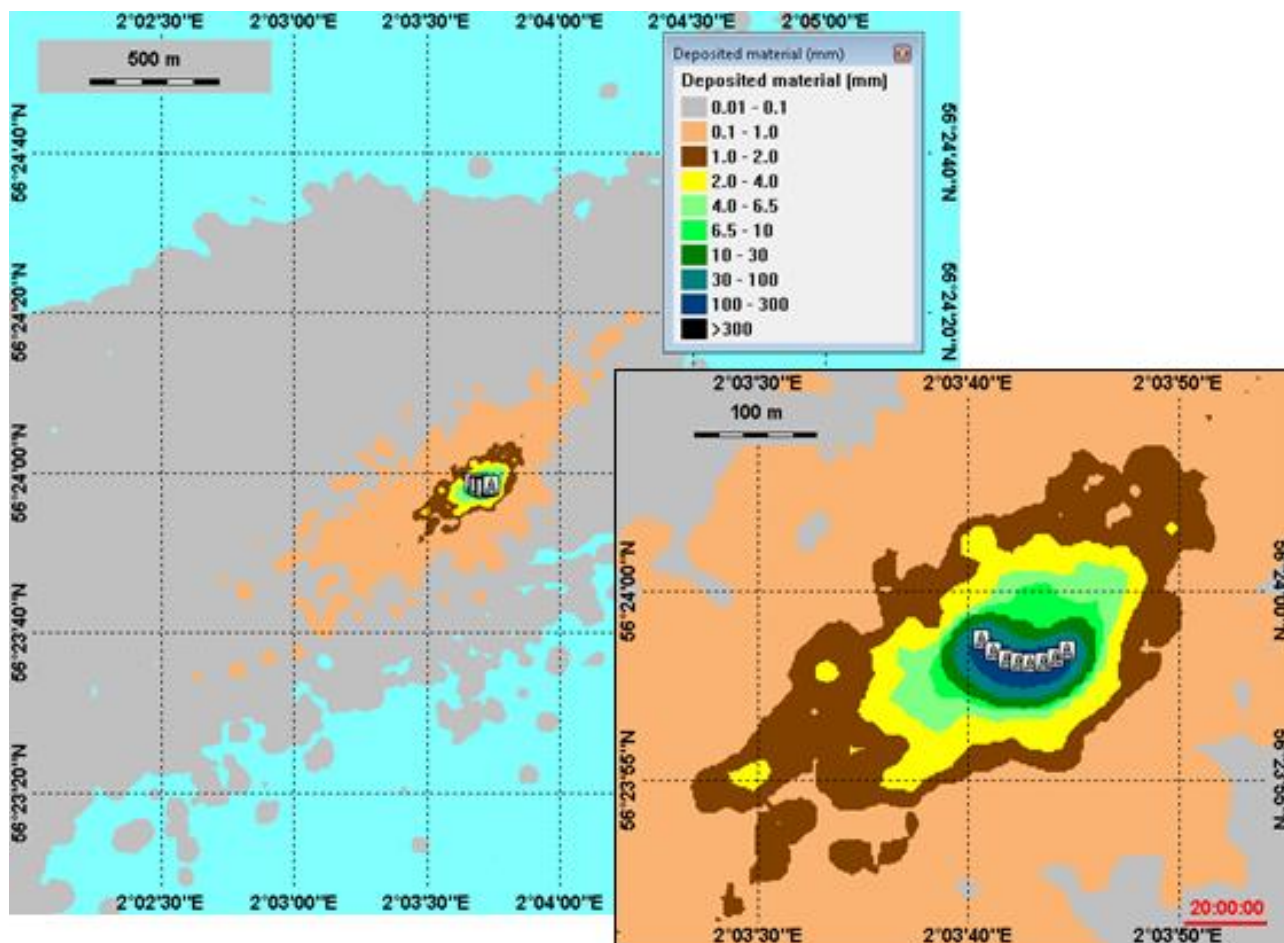 2°02'30"E 2°03'00"E 2°03'30"E 2°04'00"E 2°04'30"E 2°05'00"E
500 m
Deposited material (mm)
Deposited material (mm)
0.01 - 0.1
0.1 - 1.0
1.0 - 2.0
2.0 - 4.0
4.0 - 6.5
6.5 - 10
10 - 30
30 - 100
100 - 300
>300
56°24'40"N
56°24'40"N
56°24'20"N
56°24'20"N
56°24'00"N
56°23'40"N
56°23'20"N
2°02'30"E 2°03'00"E 2°03'30"E 2°04'00"E
2°03'30"E 2°03'40"E 2°03'50"E
100 m
56°24'00"N
56°24'00"N
56°23'55"N
56°23'55"N
20:00:00
2°03'30"E 2°03'40"E 2°03'50"E